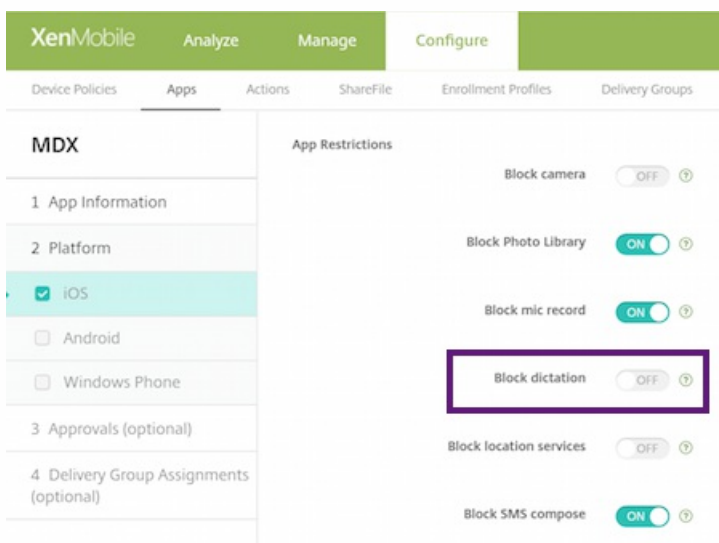 XenMobile Analyze Manage Configure
Device Policies Apps Actions ShareFile Enrollment Profiles Delivery Groups
MDX
1 App Information
2 Platform
iOS
Android
Windows Phone
3 Approvals (optional)
4 Delivery Group Assignments
(optional)
App Restrictions
Block camera OFF ?
Block Photo Library ON ?
Block mic record ON ?
Block dictation OFF ?
Block location services OFF ?
Block SMS compose ON ?